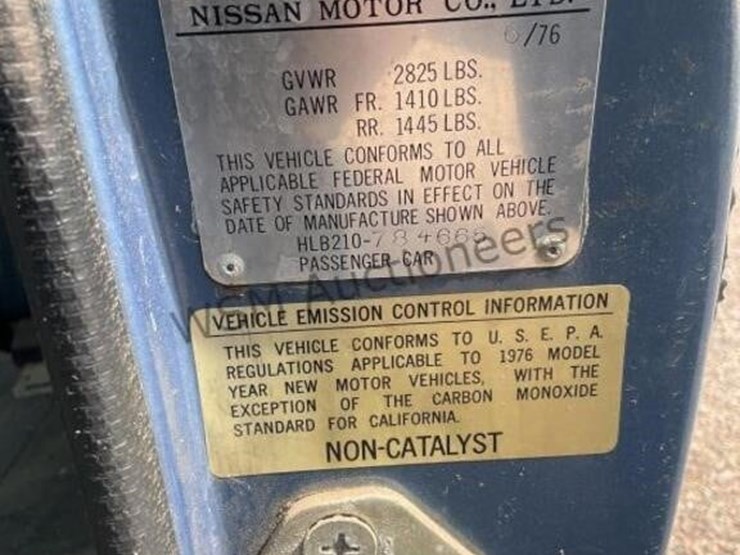 NISSAN MOTOR CO., LTD.
6/76
GVWR 2825 LBS.
GAWR FR. 1410 LBS.
RR. 1445 LBS.
THIS VEHICLE CONFORMS TO ALL
APPLICABLE FEDERAL MOTOR VEHICLE
SAFETY STANDARDS IN EFFECT ON THE
DATE OF MANUFACTURE SHOWN ABOVE.
HLB210-784665
PASSENGER CAR
WSM Auctioneers
VEHICLE EMISSION CONTROL INFORMATION
THIS VEHICLE CONFORMS TO U. S. E. P. A.
REGULATIONS APPLICABLE TO 1976 MODEL
YEAR NEW MOTOR VEHICLES, WITH THE
EXCEPTION OF THE CARBON MONOXIDE
STANDARD FOR CALIFORNIA.
NON-CATALYST